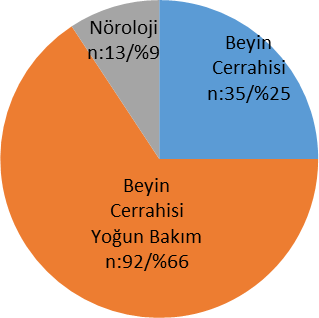 Nöroloji
n:13/%9
Beyin
Cerrahisi
n:35/%25
Beyin
Cerrahisi
Yoğun Bakım
n:92/%66